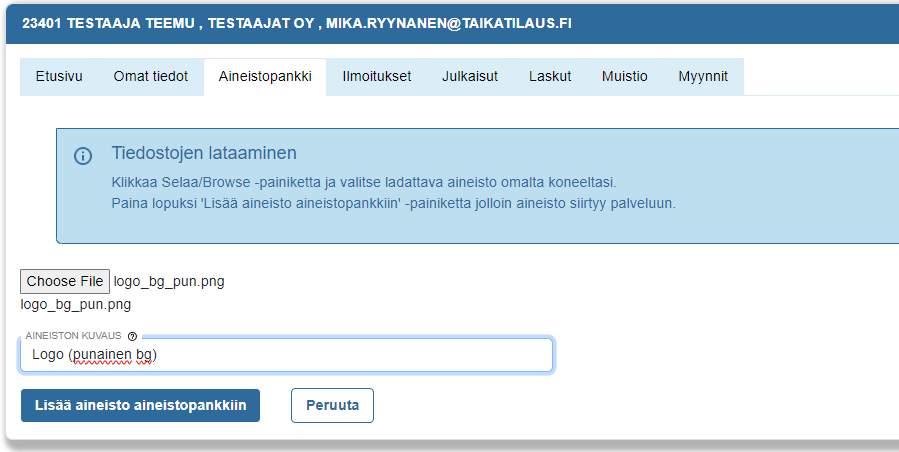 23401 TESTAAJA TEEMU , TESTAAJAT OY , MIKA.RYYNANEN@TAIKATILAUS.FI
Etusivu Omat tiedot Aineistopankki Ilmoitukset Julkaisut Laskut Muistio Myynnit
Tiedostojen lataaminen
Klikkaa Selaa/Browse -painiketta ja valitse ladattava aineisto omalta koneeltasi.
Paina lopuksi 'Lisää aineisto aineistopankkiin' -painiketta jolloin aineisto siirtyy palveluun.
Choose File logo_bg_pun.png
logo_bg_pun.png
AINEISTON KUVAUS
Logo (punainen bg)
Lisää aineisto aineistopankkiin Peruuta